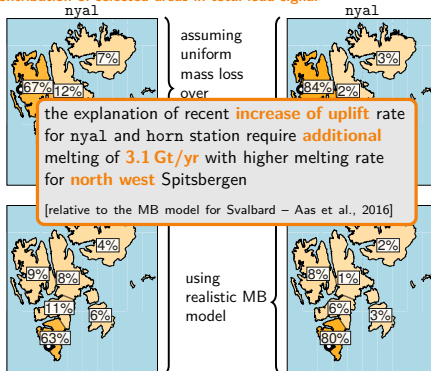 nyal
nyal
7%
67%
12%
assuming
uniform
mass loss
over
3%
84%
2%
the explanation of recent increase of uplift rate
for nyal and horn station require additional
melting of 3.1 Gt/yr with higher melting rate
for north west Spitsbergen
[relative to the MB model for Svalbard – Aas et al., 2016]
4%
9%
8%
11%
6%
63%
using
realistic MB
model
2%
8%
1%
6%
3%
80%